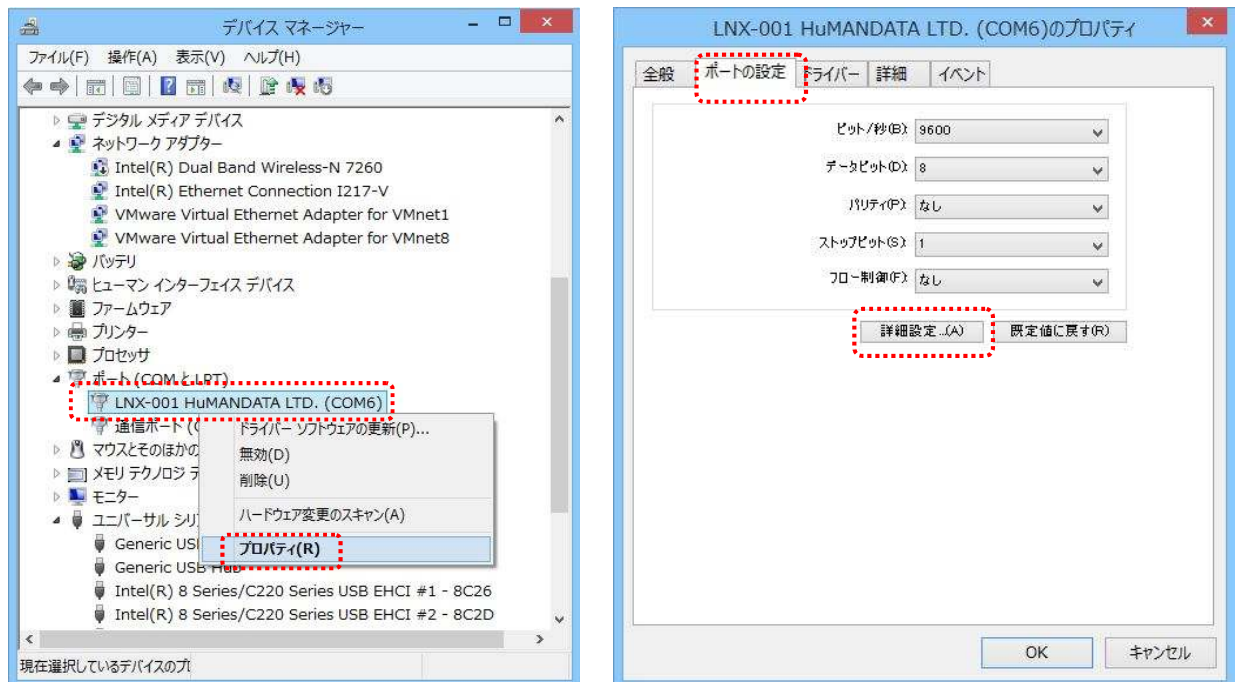 デバイス マネージャー
ファイル(F) 操作(A) 表示(V) ヘルプ(H)
デジタル メディア デバイス
ネットワーク アダプター
Intel(R) Dual Band Wireless-N 7260
Intel(R) Ethernet Connection I217-V
VMware Virtual Ethernet Adapter for VMnet1
VMware Virtual Ethernet Adapter for VMnet8
バッテリ
ヒューマン インターフェイス デバイス
ファームウェア
プリンター
プロセッサ
ポート (COM と LPT)
LNX-001 HuMANDATA LTD. (COM6)
通信ポート (
マウスとそのほかの
メモリ テクノロジ
モニター
ユニバーサル シリ
Generic US
Generic USB Hub
Intel(R) 8 Series/C220 Series USB EHCI #1 - 8C26
Intel(R) 8 Series/C220 Series USB EHCI #2 - 8C2D
ドライバー ソフトウェアの更新(P)...
無効(D)
削除(U)
ハードウェア変更のスキャン(A)
プロパティ(R)
現在選択しているデバイスのプ
LNX-001 HuMANDATA LTD. (COM6)のプロパティ
全般 ポートの設定 ドライバー 詳細 イベント
ビット/秒(B): 9600
データ ビット(D): 8
パリティ(P): なし
ストップ ビット(S): 1
フロー制御(F): なし
詳細設定...(A) 既定値に戻す(R)
OK キャンセル